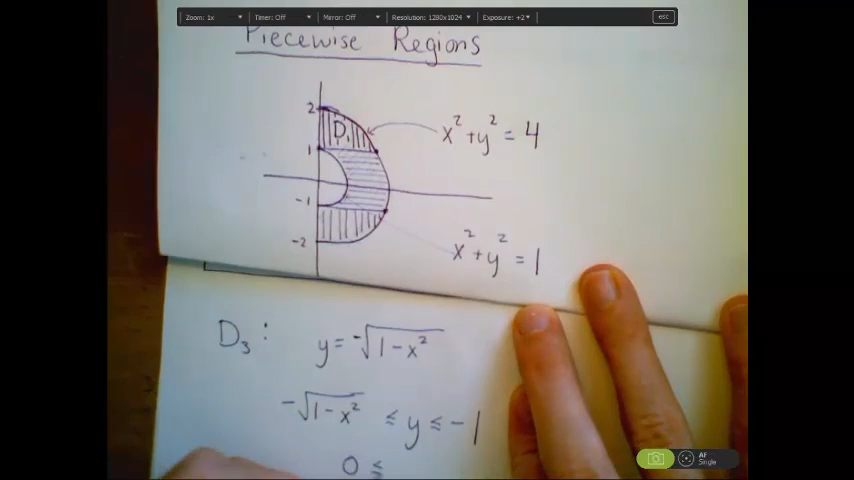 Zoom: 1x Timer: Off Mirror: Off Resolution: 1280x1024 Exposure: +2 esc
Piecewise Regions
2
D₁
x² + y² = 4
1
-1
-2
x² + y² = 1
D₃: y = -√(1-x²)
-√(1-x²) ≤ y ≤ -1
0 ≤
AF
Single